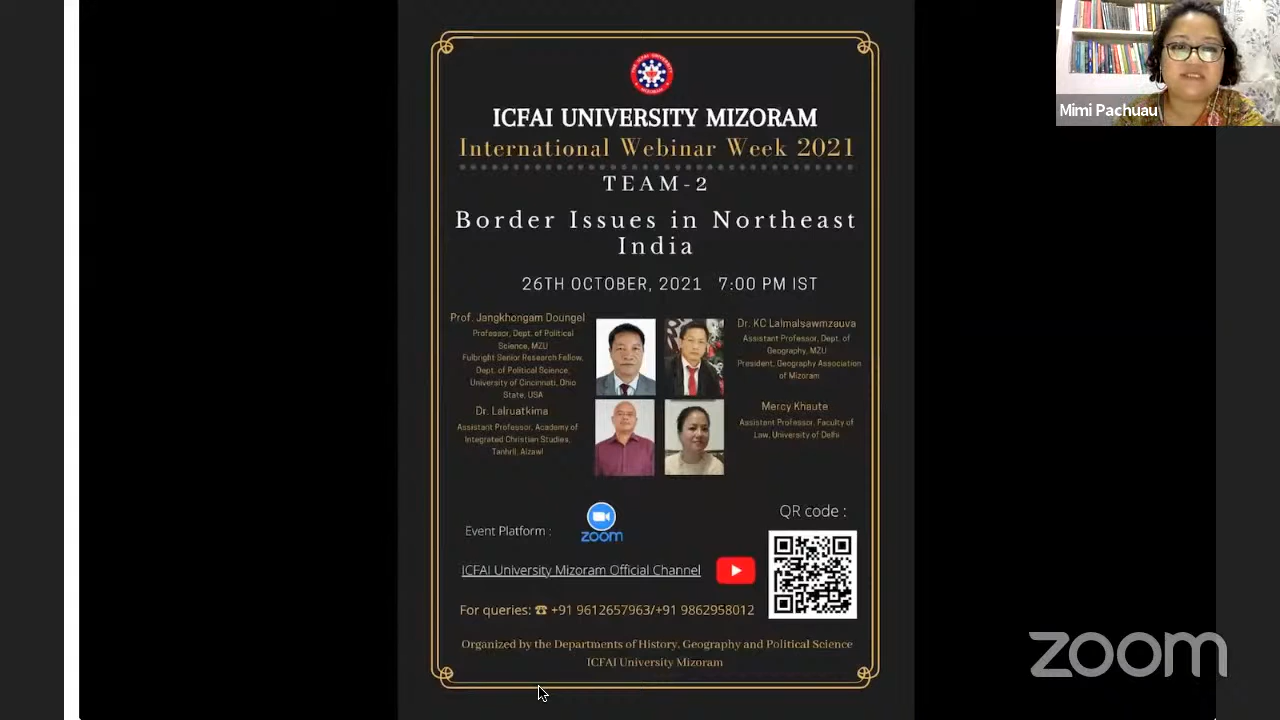 Mimi Pachuau
ICFAI UNIVERSITY MIZORAM
International Webinar Week 2021
TEAM-2
Border Issues in Northeast
India
26TH OCTOBER, 2021 7:00 PM IST
Prof. Jangkhongam Doungel
Professor, Dept. of Political
Science, MZU
Fulbright Senior Research Fellow,
Dept. of Political Science,
University of Cincinnati, Ohio
State, USA
Dr. Lalruatkima
Assistant Professor, Academy of
Integrated Christian Studies,
Tanhril, Aizawl
Dr. KC Lalmalsawmzauva
Assistant Professor, Dept. of
Geography, MZU
President, Geography Association
of Mizoram
Mercy Khaute
Assistant Professor, Faculty of
Law, University of Delhi
Event Platform :
zoom
QR code :
ICFAI University Mizoram Official Channel
For queries: ☎ +91 9612657963/+91 9862958012
Organized by the Departments of History, Geography and Political Science
ICFAI University Mizoram
zoom